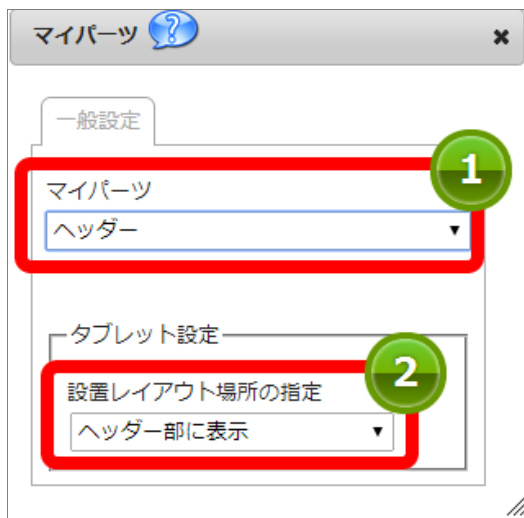 マイパーツ ?
×
一般設定
1
マイパーツ
ヘッダー ▼
タブレット設定
2
設置レイアウト場所の指定
ヘッダー部に表示 ▼